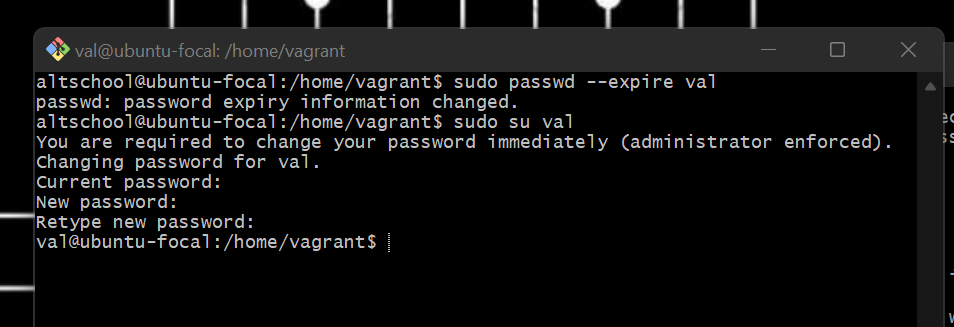 val@ubuntu-focal: /home/vagrant
altschool@ubuntu-focal:/home/vagrant$ sudo passwd --expire val
passwd: password expiry information changed.
altschool@ubuntu-focal:/home/vagrant$ sudo su val
You are required to change your password immediately (administrator enforced).
Changing password for val.
Current password:
New password:
Retype new password:
val@ubuntu-focal:/home/vagrant$